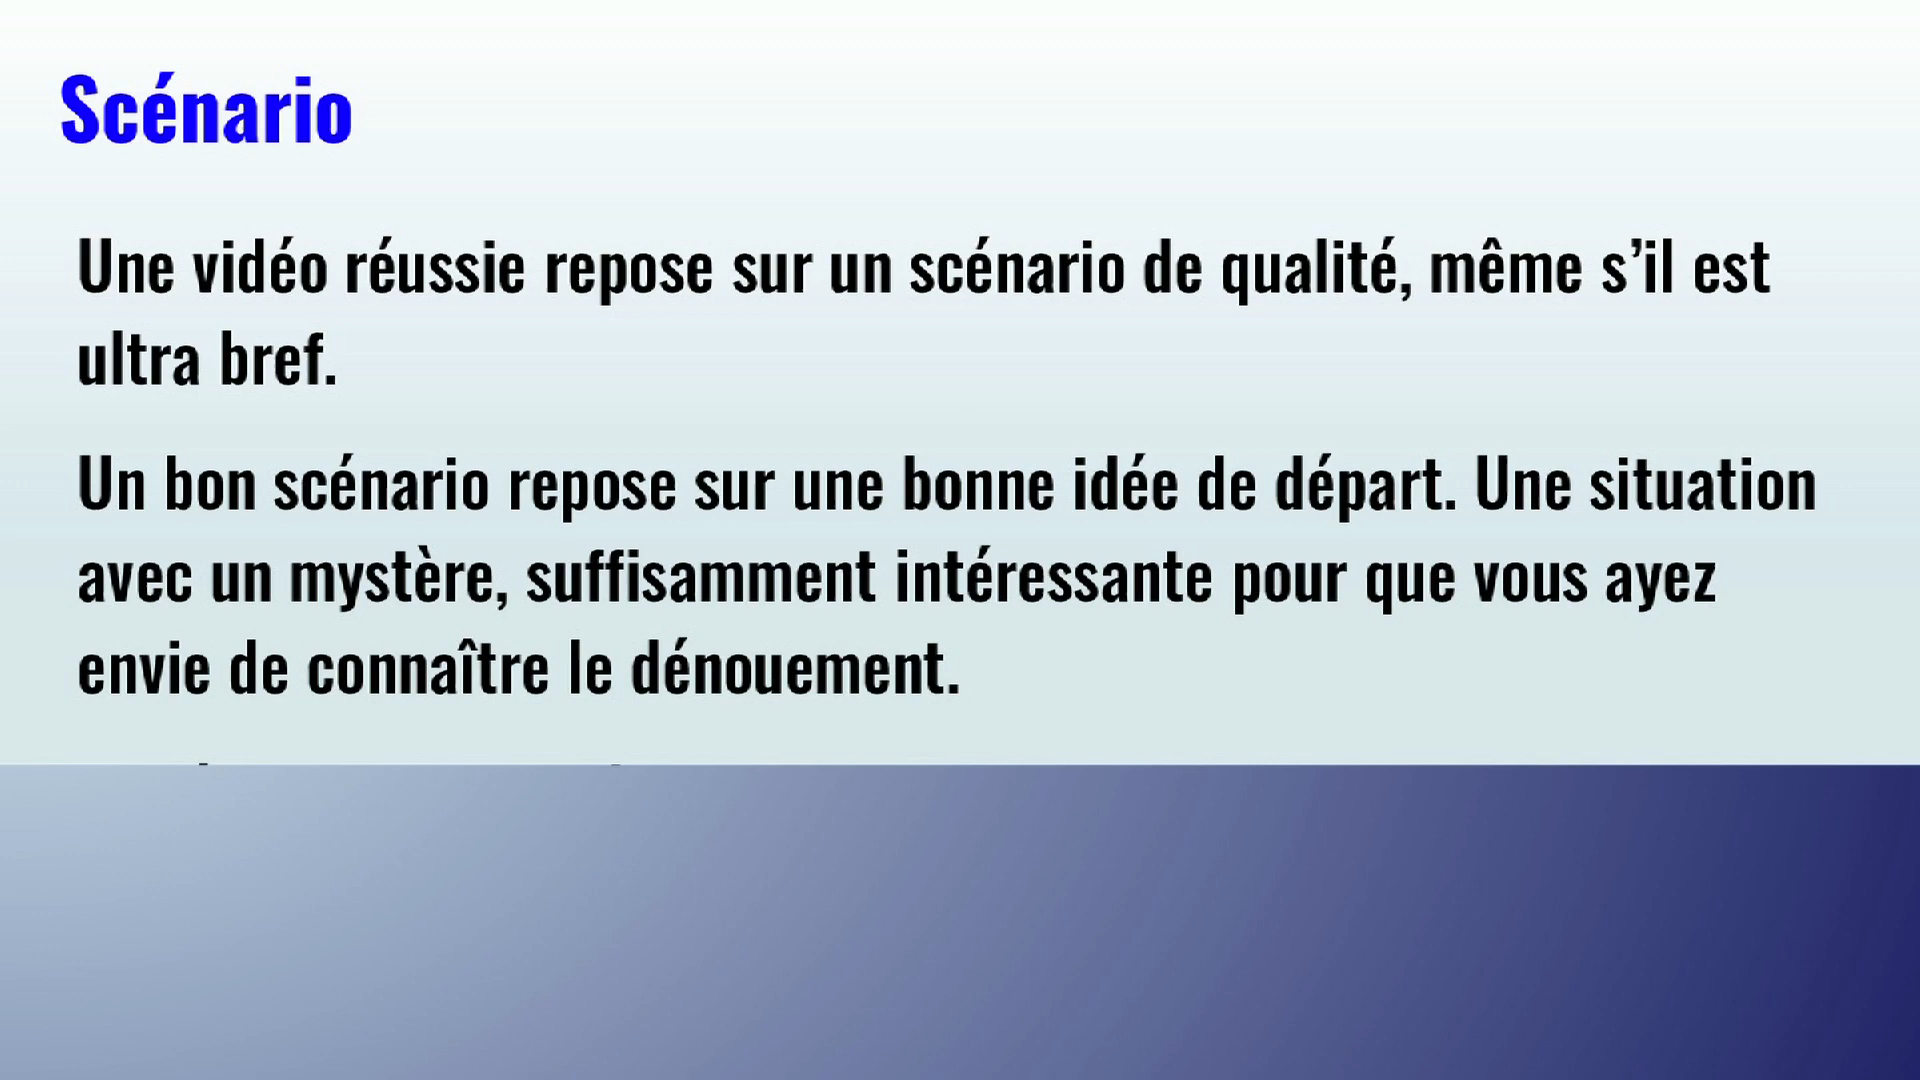 Scénario
Une vidéo réussie repose sur un scénario de qualité, même s’il est
ultra bref.
Un bon scénario repose sur une bonne idée de départ. Une situation
avec un mystère, suffisamment intéressante pour que vous ayez
envie de connaître le dénouement.